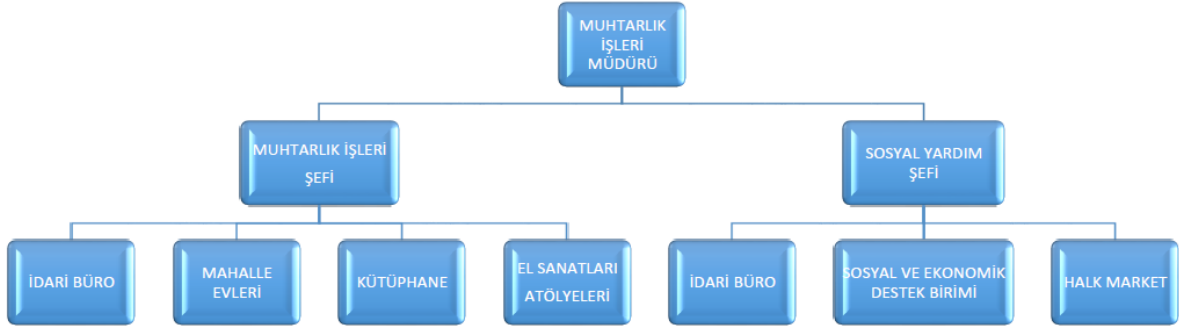 MUHTARLIK
İŞLERİ
MÜDÜRÜ
MUHTARLIK İŞLERİ
ŞEFİ
SOSYAL YARDIM
ŞEFİ
İDARİ BÜRO
MAHALLE
EVLERİ
KÜTÜPHANE
EL SANATLARI
ATÖLYELERİ
İDARİ BÜRO
SOSYAL VE EKONOMİK
DESTEK BİRİMİ
HALK MARKET